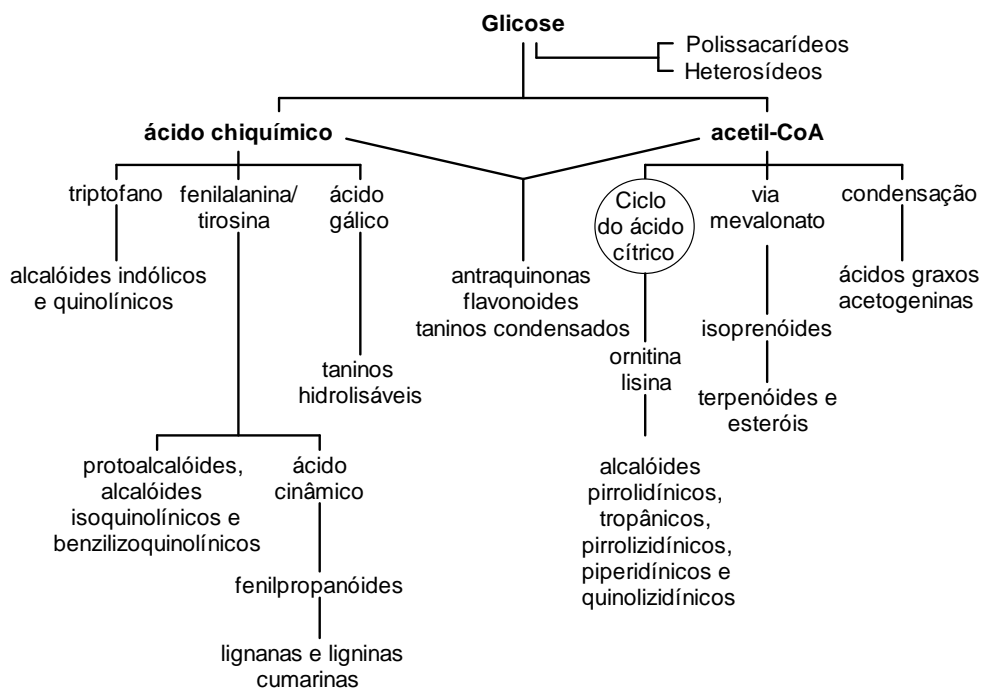 Glicose
Polissacarídeos
Heterosídeos
ácido chiquímico
acetil-CoA
triptofano
fenilalanina/
tirosina
ácido
gálico
Ciclo
do ácido
cítrico
via
mevalonato
condensação
alcalóides indólicos
e quinolínicos
antraquinonas
flavonoides
taninos condensados
ácidos graxos
acetogeninas
isoprenóides
ornitina
lisina
taninos
hidrolisáveis
terpenóides e
esteróis
protoalcalóides,
alcalóides
isoquinolínicos e
benzilizoquinolínicos
ácido
cinâmico
alcalóides
pirrolidínicos,
tropânicos,
pirrolizidínicos,
piperidínicos e
quinolizidínicos
fenilpropanóides
lignanas e ligninas
cumarinas